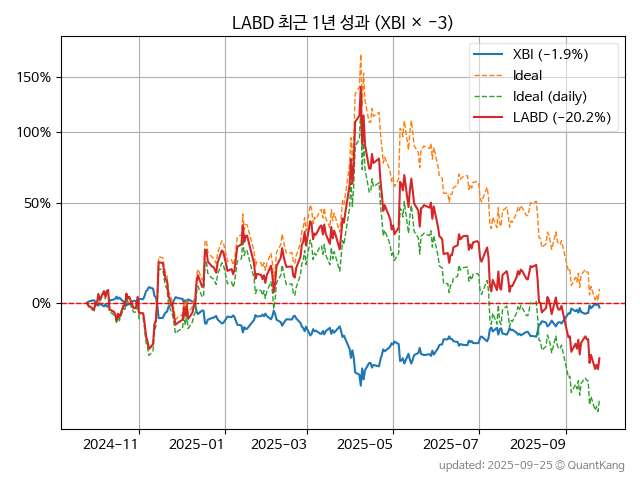 LABD 최근 1년 성과 (XBI × −3)
XBI (−1.9%)
Ideal
Ideal (daily)
LABD (−20.2%)
150%
100%
50%
0%
2024-11
2025-01
2025-03
2025-05
2025-07
2025-09
updated: 2025-09-25 © QuantKang